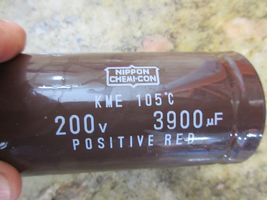 NIPPON
CHEMI-CON
KME 105°C
200v 3900µF
POSITIVE RED